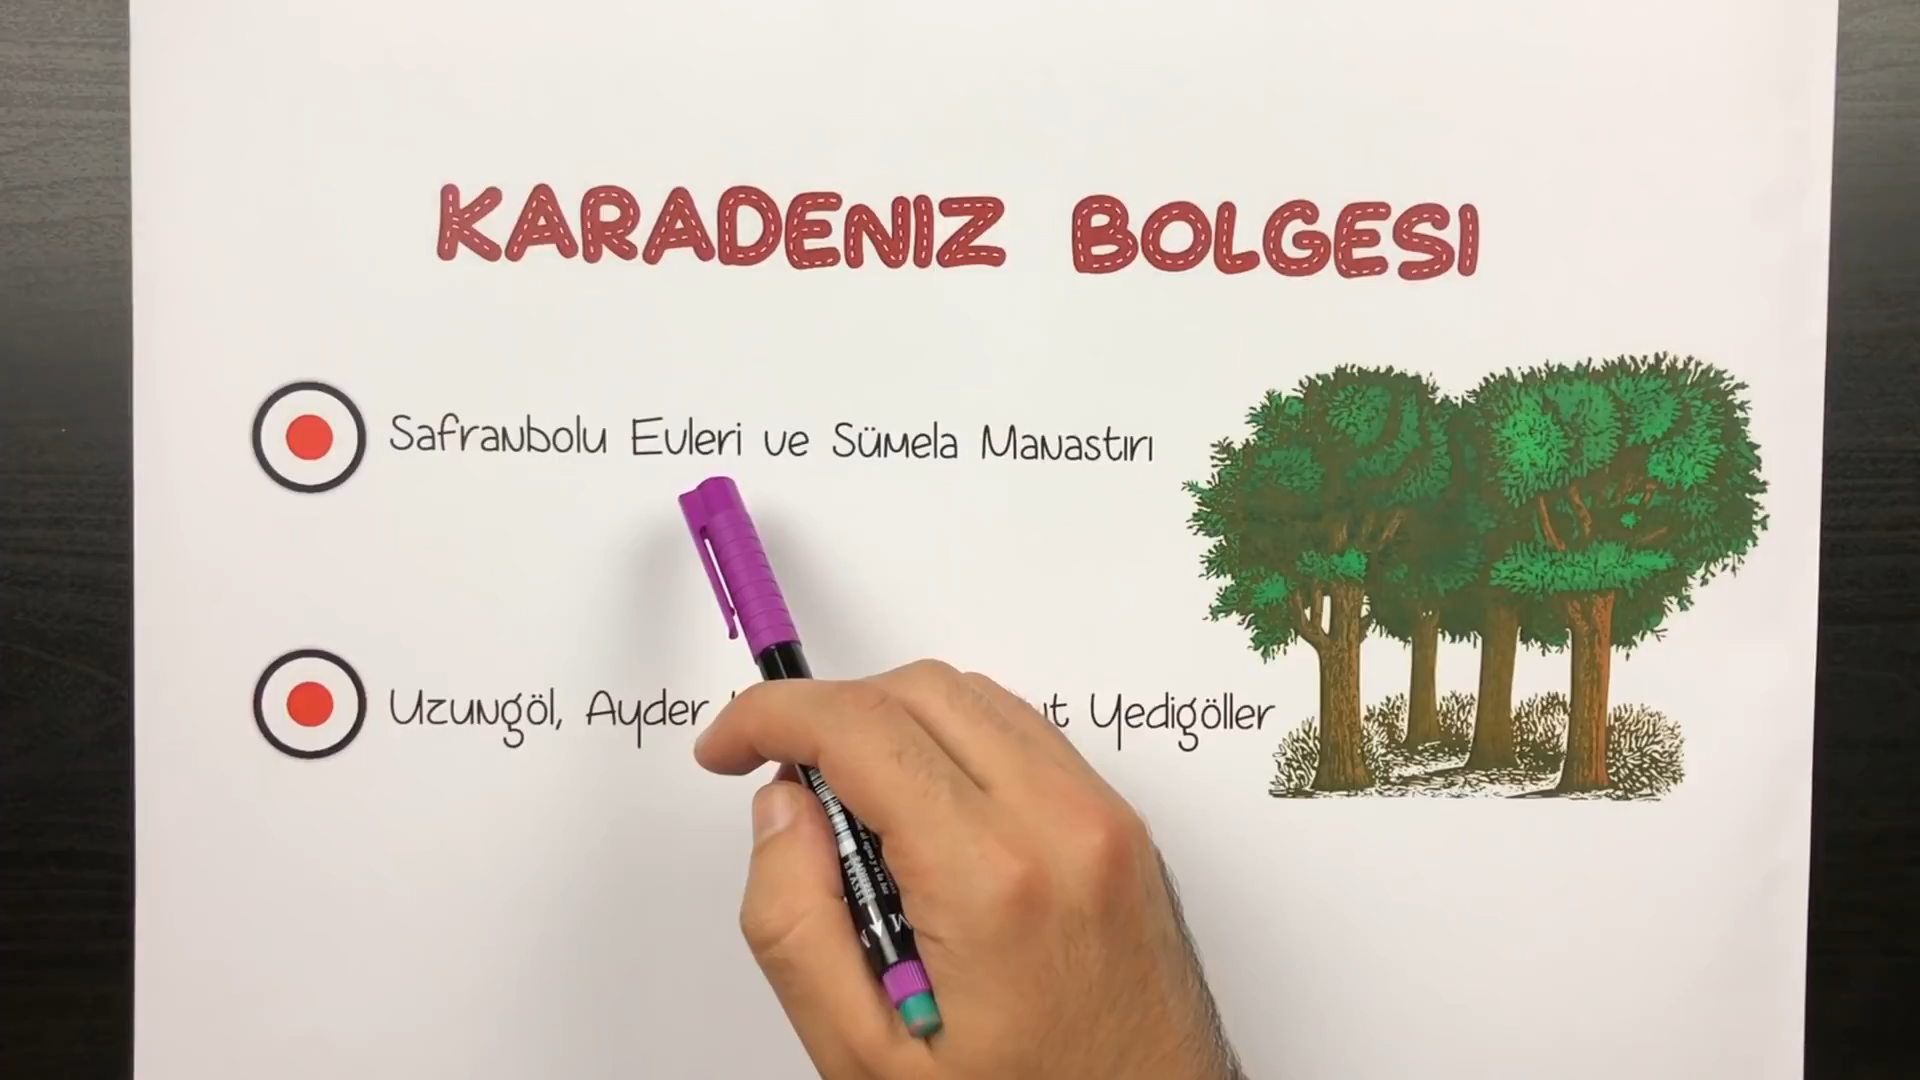 KARADENIZ BOLGESI
Safranbolu Evleri ve Sümela Manastırı
Uzungöl, Ayder Yedigöller